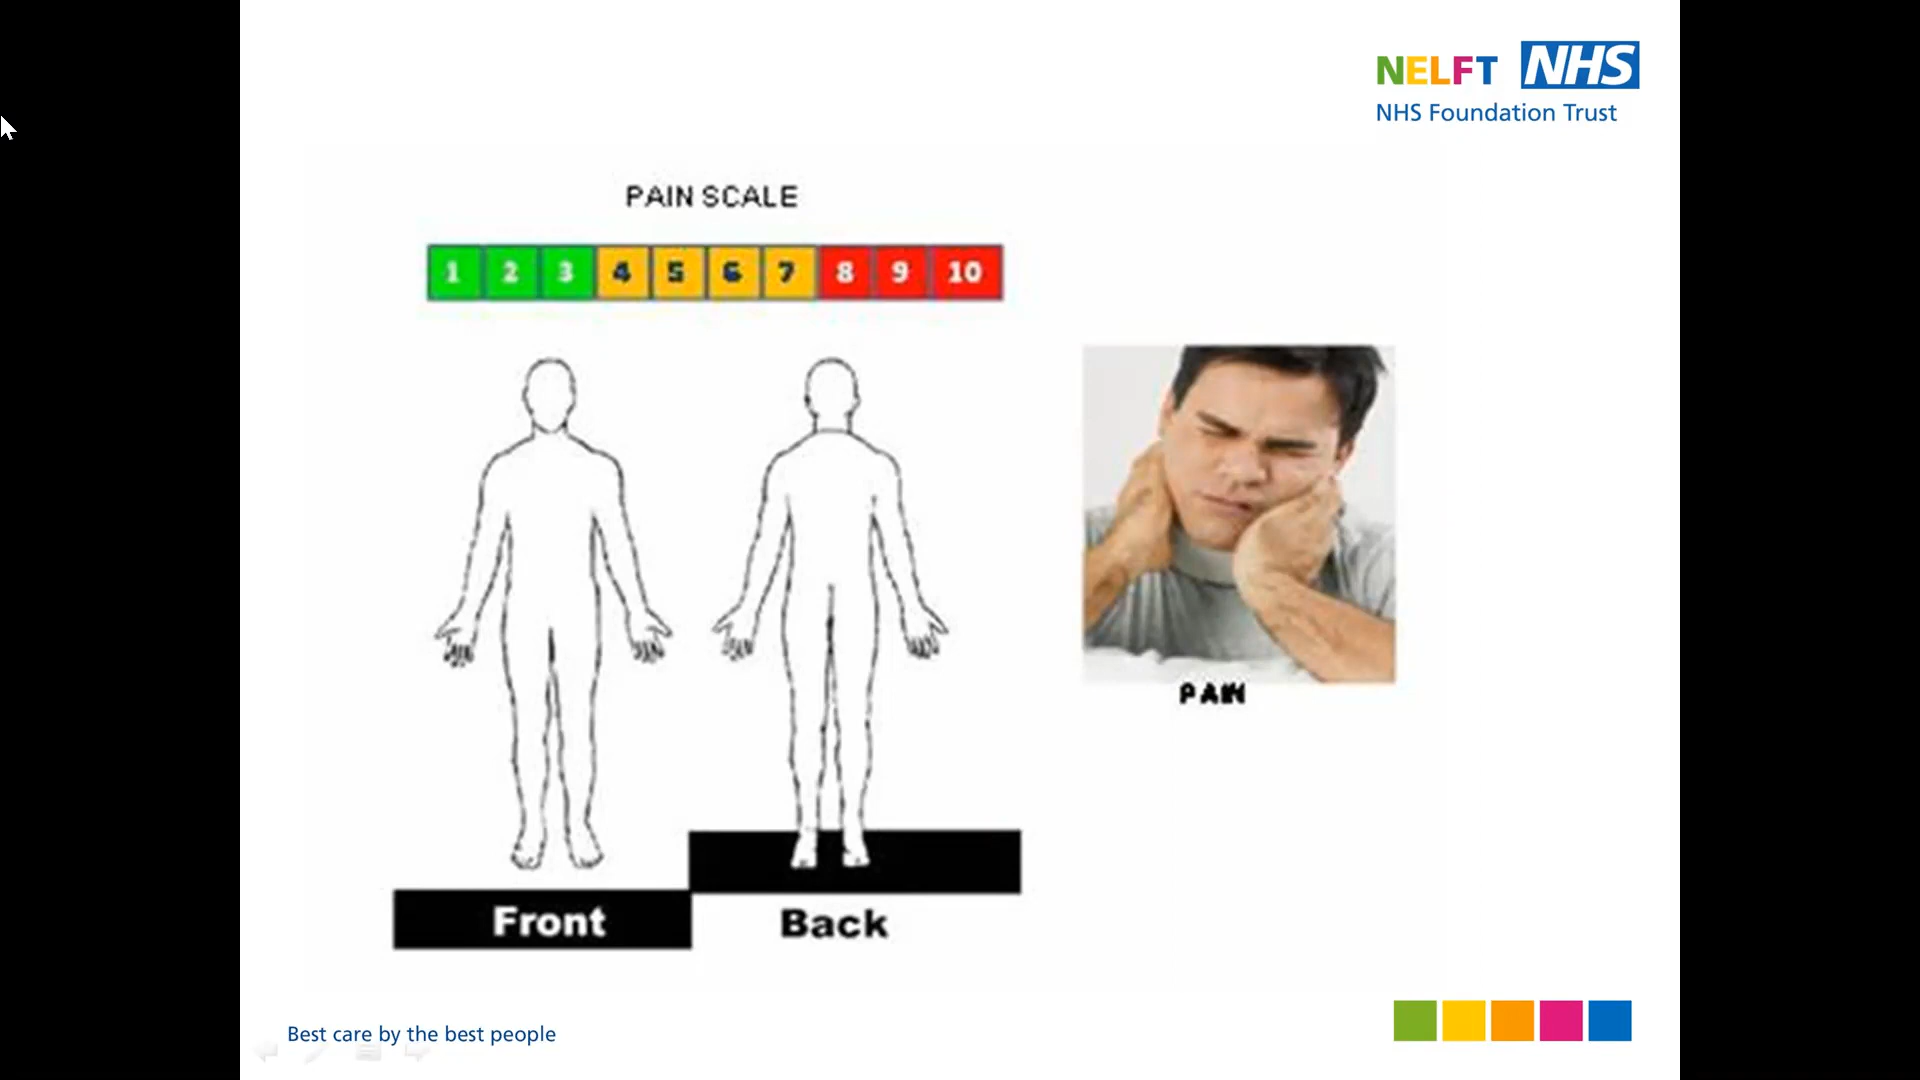 NELFT NHS
NHS Foundation Trust
PAIN SCALE
1 2 3 4 5 6 7 8 9 10
PAIN
Front
Back
Best care by the best people